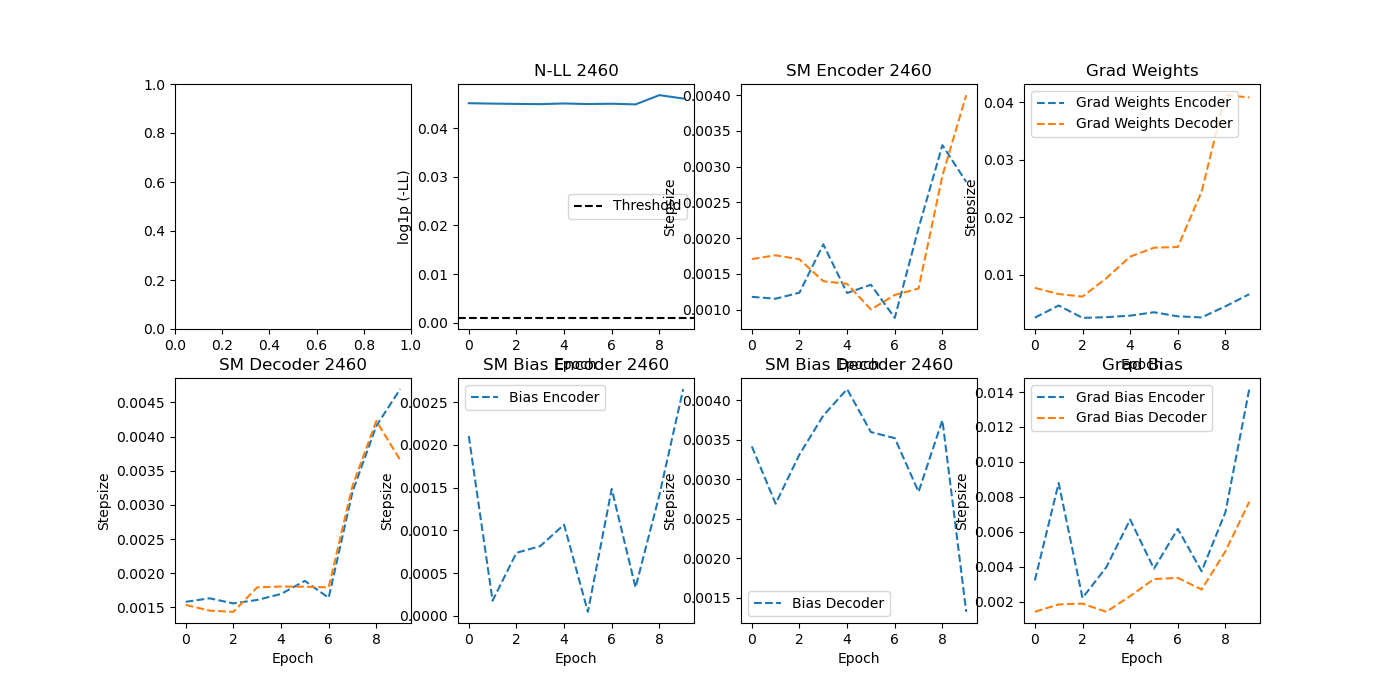 N-LL 2460
SM Encoder 2460
Grad Weights
1.0
0.8
0.6
0.4
0.2
0.0
0.0 0.2 0.4 0.6 0.8 1.0
log1p (-LL)
0.04
0.03
0.02
0.01
0.00
Threshold
0 2 4 6 8
Epoch
Stepsize
0.0040
0.0035
0.0030
0.0025
0.0020
0.0015
0.0010
0 2 4 6 8
Epoch
Stepsize
0.04
0.03
0.02
0.01
Grad Weights Encoder
Grad Weights Decoder
0 2 4 6 8
Epoch
SM Decoder 2460
SM Bias Encoder 2460
SM Bias Decoder 2460
Grad Bias
Stepsize
0.0045
0.0040
0.0035
0.0030
0.0025
0.0020
0.0015
0 2 4 6 8
Epoch
Stepsize
0.0025
0.0020
0.0015
0.0010
0.0005
0.0000
Bias Encoder
0 2 4 6 8
Epoch
Stepsize
0.0040
0.0035
0.0030
0.0025
0.0020
0.0015
Bias Decoder
0 2 4 6 8
Epoch
Stepsize
0.014
0.012
0.010
0.008
0.006
0.004
0.002
Grad Bias Encoder
Grad Bias Decoder
0 2 4 6 8
Epoch